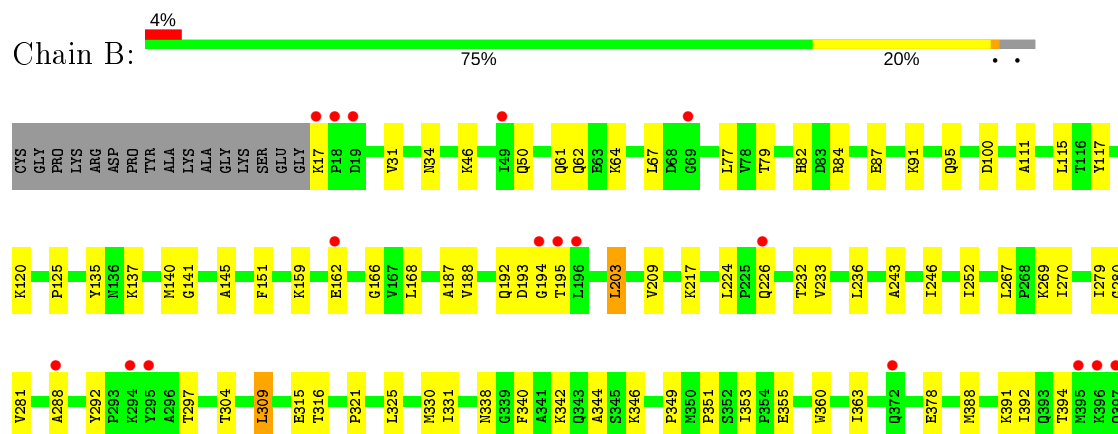 4%
Chain B:
75% 20% • •
CYS GLY PRO LYS ARG ASP PRO TYR ALA LYS ALA GLY LYS SER GLU GLY K17 P18 D19 V31 N34 K46 I49 Q50 Q61 Q62 E63 K64 L67 D68 G69 L77 V78 T79 H82 D83 R84 E87 K91 Q95 D100 A111 L115 T116 Y117
K120 P125 Y135 N136 K137 M140 G141 A145 F151 K159 E162 G166 V167 L168 A187 V188 Q192 D193 G194 T195 L196 L203 V209 K217 L224 P225 Q226 T232 V233 L236 A243 I246 I252 L267 P268 K269 I270 I279
V281 A288 Y292 P293 K294 Y295 A296 T297 T304 L309 E315 T316 P321 L325 M330 I331 N338 G339 F340 A341 K342 Q343 A344 S345 K346 P349 M350 P351 S352 I353 P354 E355 W360 I363 Q372 E378 M388 K391 I392 Q393 T394 M395 K396